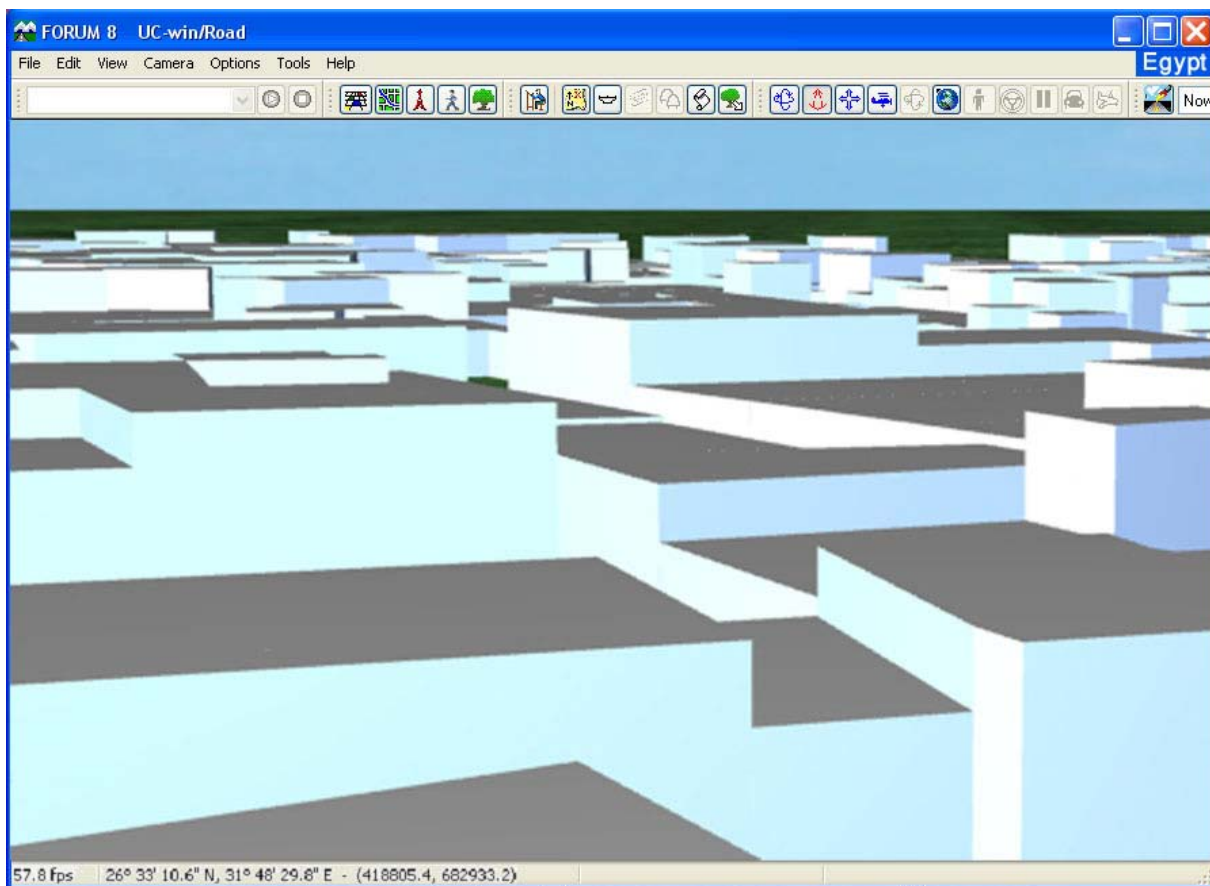 FORUM 8 UC-win/Road
File Edit View Camera Options Tools Help
Egypt
Now
57.8 fps 26° 33' 10.6" N, 31° 48' 29.8" E - (418805.4, 682933.2)